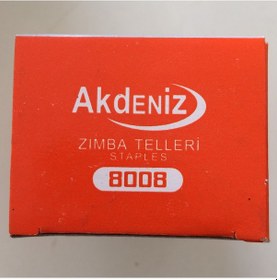 AkdENiZ
ZIMBA TELLERİ
STAPLES
8008